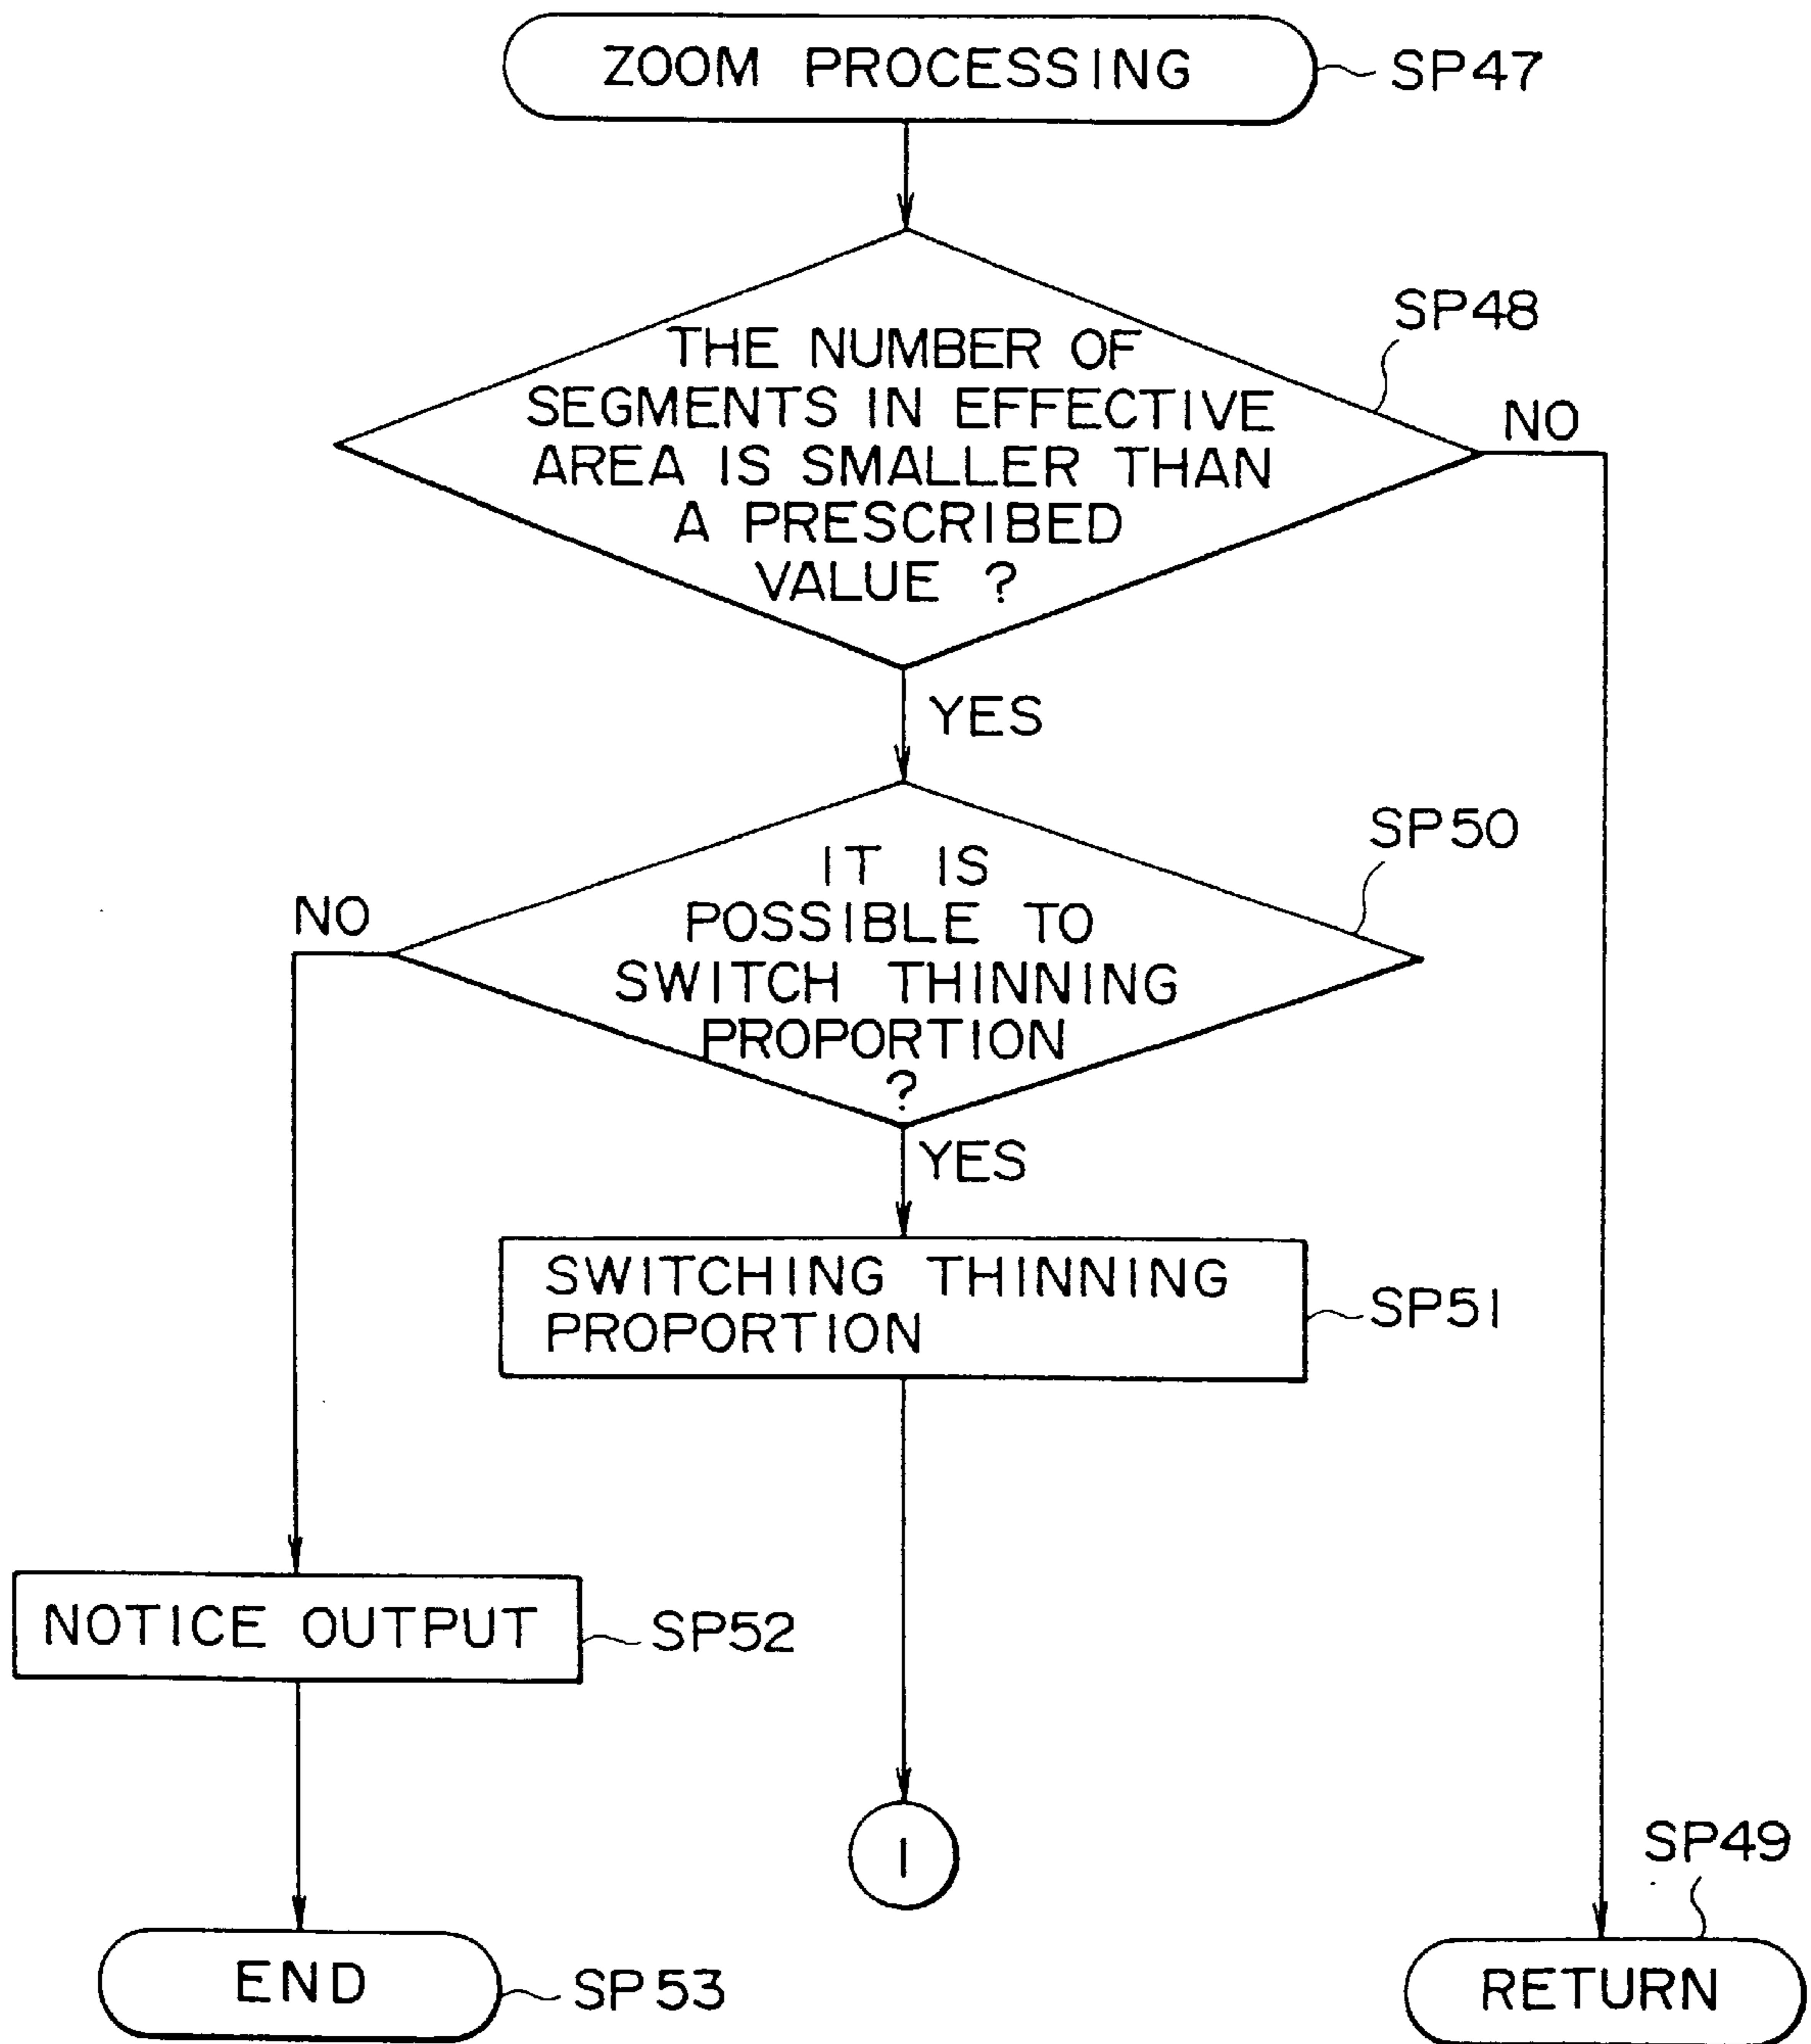 ZOOM PROCESSING
SP47
SP48
THE NUMBER OF
SEGMENTS IN EFFECTIVE
AREA IS SMALLER THAN
A PRESCRIBED
VALUE ?
NO
YES
SP50
IT IS
POSSIBLE TO
SWITCH THINNING
PROPORTION
?
NO
YES
SWITCHING THINNING
PROPORTION
SP51
NOTICE OUTPUT
SP52
1
SP49
END
SP53
RETURN